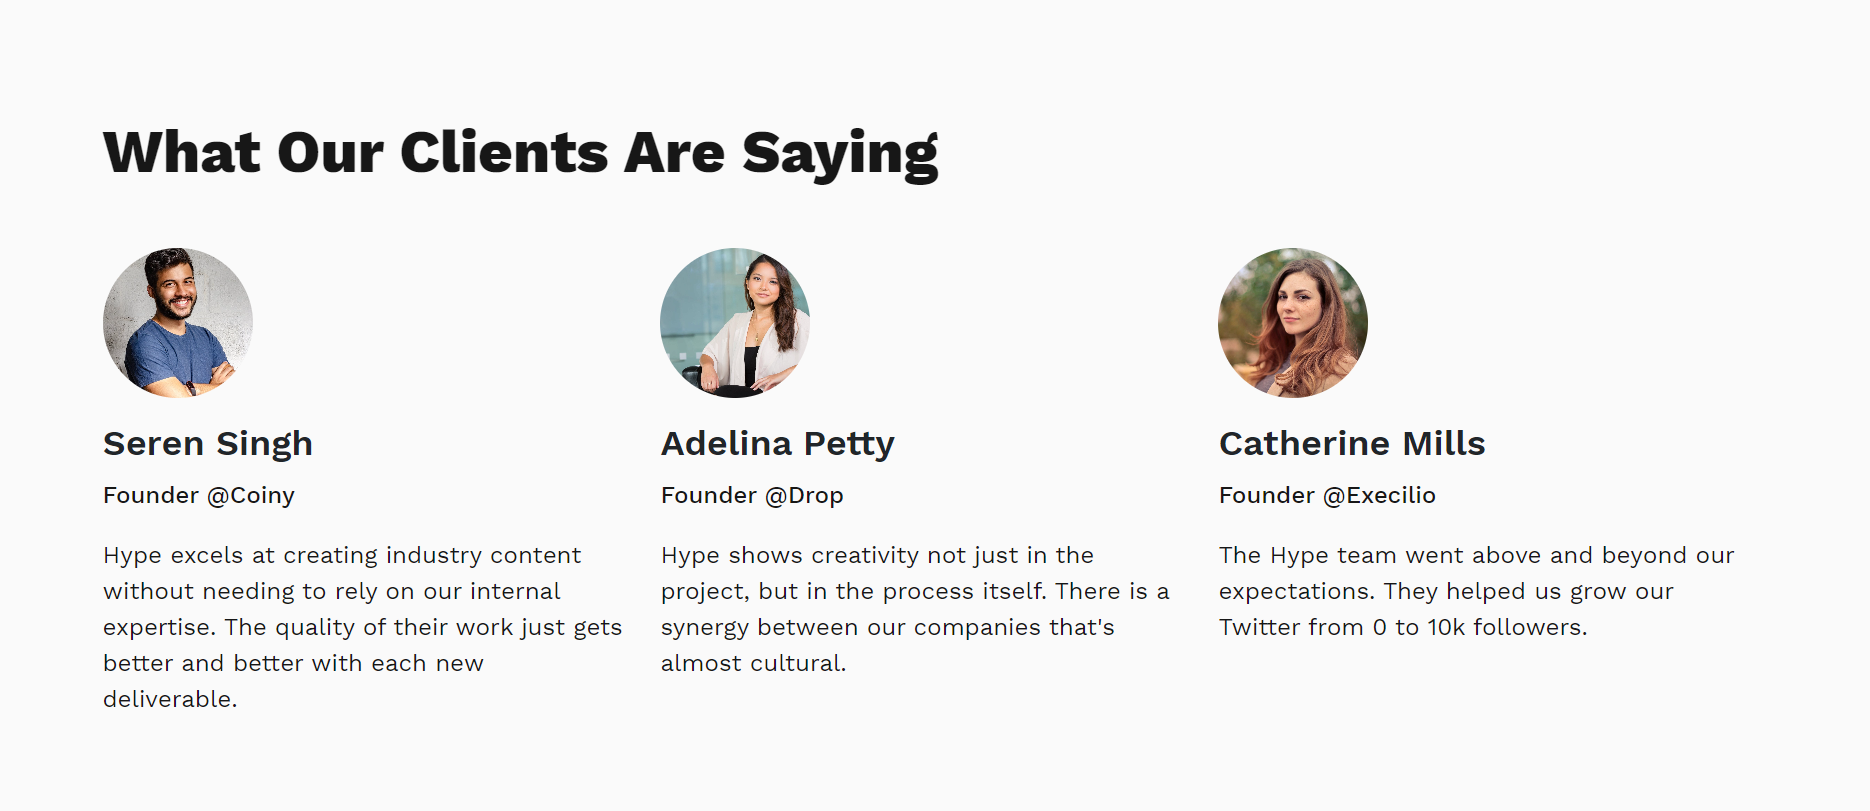 What Our Clients Are Saying
Seren Singh
Founder @Coiny
Hype excels at creating industry content
without needing to rely on our internal
expertise. The quality of their work just gets
better and better with each new
deliverable.
Adelina Petty
Founder @Drop
Hype shows creativity not just in the
project, but in the process itself. There is a
synergy between our companies that's
almost cultural.
Catherine Mills
Founder @Execilio
The Hype team went above and beyond our
expectations. They helped us grow our
Twitter from 0 to 10k followers.